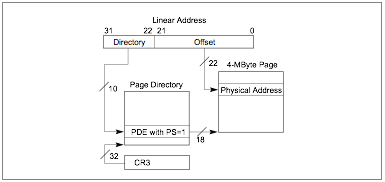 Linear Address
31 22 21 0
Directory Offset
22 4-MByte Page
10 Page Directory Physical Address
PDE with PS=1 18
32
CR3